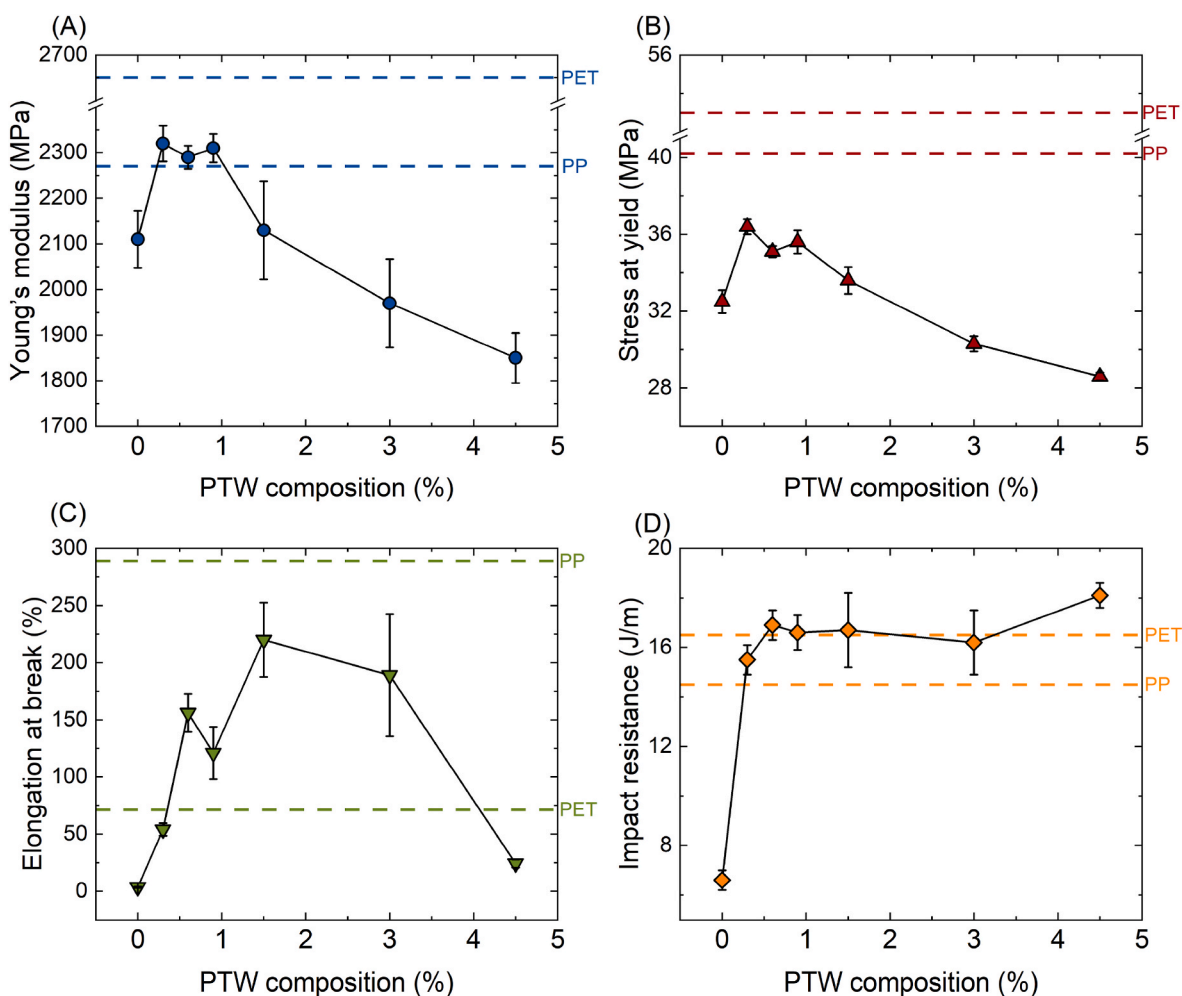 (A)
2700
2300
2200
2100
2000
1900
1800
1700
Young's modulus (MPa)
PET
PP
0 1 2 3 4 5
PTW composition (%)
(B)
56
40
36
32
28
Stress at yield (MPa)
PET
PP
0 1 2 3 4 5
PTW composition (%)
(C)
300
250
200
150
100
50
0
Elongation at break (%)
PP
PET
0 1 2 3 4 5
PTW composition (%)
(D)
20
16
12
8
Impact resistance (J/m)
PET
PP
0 1 2 3 4 5
PTW composition (%)